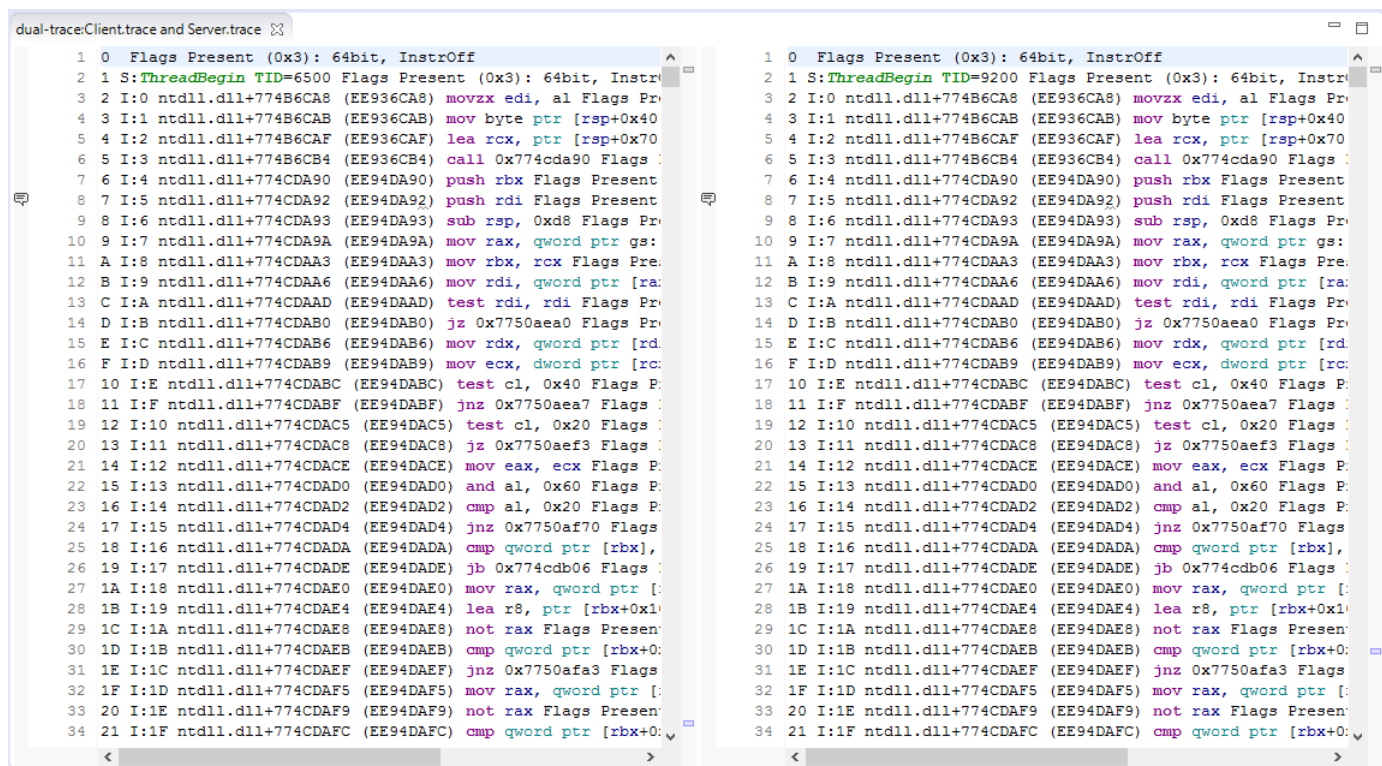 dual-trace:Client.trace and Server.trace
1 0 Flags Present (0x3): 64bit, InstrOff
2 1 S:ThreadBegin TID=6500 Flags Present (0x3): 64bit, Instr
3 2 I:0 ntdll.dll+774B6CA8 (EE936CA8) movzx edi, al Flags Pr
4 3 I:1 ntdll.dll+774B6CAB (EE936CAB) mov byte ptr [rsp+0x40
5 4 I:2 ntdll.dll+774B6CAF (EE936CAF) lea rcx, ptr [rsp+0x70
6 5 I:3 ntdll.dll+774B6CB4 (EE936CB4) call 0x774cda90 Flags
7 6 I:4 ntdll.dll+774CDA90 (EE94DA90) push rbx Flags Present
8 7 I:5 ntdll.dll+774CDA92 (EE94DA92) push rdi Flags Present
9 8 I:6 ntdll.dll+774CDA93 (EE94DA93) sub rsp, 0xd8 Flags Pr
10 9 I:7 ntdll.dll+774CDA9A (EE94DA9A) mov rax, qword ptr gs:
11 A I:8 ntdll.dll+774CDAA3 (EE94DAA3) mov rbx, rcx Flags Pre
12 B I:9 ntdll.dll+774CDAA6 (EE94DAA6) mov rdi, qword ptr [ra
13 C I:A ntdll.dll+774CDAAD (EE94DAAD) test rdi, rdi Flags Pr
14 D I:B ntdll.dll+774CDAB0 (EE94DAB0) jz 0x7750aea0 Flags Pr
15 E I:C ntdll.dll+774CDAB6 (EE94DAB6) mov rdx, qword ptr [rd
16 F I:D ntdll.dll+774CDAB9 (EE94DAB9) mov ecx, dword ptr [rc
17 10 I:E ntdll.dll+774CDABC (EE94DABC) test cl, 0x40 Flags P
18 11 I:F ntdll.dll+774CDABF (EE94DABF) jnz 0x7750aea7 Flags
19 12 I:10 ntdll.dll+774CDAC5 (EE94DAC5) test cl, 0x20 Flags
20 13 I:11 ntdll.dll+774CDAC8 (EE94DAC8) jz 0x7750aef3 Flags
21 14 I:12 ntdll.dll+774CDACE (EE94DACE) mov eax, ecx Flags P
22 15 I:13 ntdll.dll+774CDAD0 (EE94DAD0) and al, 0x60 Flags P
23 16 I:14 ntdll.dll+774CDAD2 (EE94DAD2) cmp al, 0x20 Flags P
24 17 I:15 ntdll.dll+774CDAD4 (EE94DAD4) jnz 0x7750af70 Flags
25 18 I:16 ntdll.dll+774CDADA (EE94DADA) cmp qword ptr [rbx],
26 19 I:17 ntdll.dll+774CDADE (EE94DADE) jb 0x774cdb06 Flags
27 1A I:18 ntdll.dll+774CDAE0 (EE94DAE0) mov rax, qword ptr [
28 1B I:19 ntdll.dll+774CDAE4 (EE94DAE4) lea r8, ptr [rbx+0x1
29 1C I:1A ntdll.dll+774CDAE8 (EE94DAE8) not rax Flags Presen
30 1D I:1B ntdll.dll+774CDAEB (EE94DAEB) cmp qword ptr [rbx+0
31 1E I:1C ntdll.dll+774CDAEF (EE94DAEF) jnz 0x7750afa3 Flags
32 1F I:1D ntdll.dll+774CDAF5 (EE94DAF5) mov rax, qword ptr [
33 20 I:1E ntdll.dll+774CDAF9 (EE94DAF9) not rax Flags Presen
34 21 I:1F ntdll.dll+774CDAFC (EE94DAFC) cmp qword ptr [rbx+0
1 0 Flags Present (0x3): 64bit, InstrOff
2 1 S:ThreadBegin TID=9200 Flags Present (0x3): 64bit, Instr
3 2 I:0 ntdll.dll+774B6CA8 (EE936CA8) movzx edi, al Flags Pr
4 3 I:1 ntdll.dll+774B6CAB (EE936CAB) mov byte ptr [rsp+0x40
5 4 I:2 ntdll.dll+774B6CAF (EE936CAF) lea rcx, ptr [rsp+0x70
6 5 I:3 ntdll.dll+774B6CB4 (EE936CB4) call 0x774cda90 Flags
7 6 I:4 ntdll.dll+774CDA90 (EE94DA90) push rbx Flags Present
8 7 I:5 ntdll.dll+774CDA92 (EE94DA92) push rdi Flags Present
9 8 I:6 ntdll.dll+774CDA93 (EE94DA93) sub rsp, 0xd8 Flags Pr
10 9 I:7 ntdll.dll+774CDA9A (EE94DA9A) mov rax, qword ptr gs:
11 A I:8 ntdll.dll+774CDAA3 (EE94DAA3) mov rbx, rcx Flags Pre
12 B I:9 ntdll.dll+774CDAA6 (EE94DAA6) mov rdi, qword ptr [ra
13 C I:A ntdll.dll+774CDAAD (EE94DAAD) test rdi, rdi Flags Pr
14 D I:B ntdll.dll+774CDAB0 (EE94DAB0) jz 0x7750aea0 Flags Pr
15 E I:C ntdll.dll+774CDAB6 (EE94DAB6) mov rdx, qword ptr [rd
16 F I:D ntdll.dll+774CDAB9 (EE94DAB9) mov ecx, dword ptr [rc
17 10 I:E ntdll.dll+774CDABC (EE94DABC) test cl, 0x40 Flags P
18 11 I:F ntdll.dll+774CDABF (EE94DABF) jnz 0x7750aea7 Flags
19 12 I:10 ntdll.dll+774CDAC5 (EE94DAC5) test cl, 0x20 Flags
20 13 I:11 ntdll.dll+774CDAC8 (EE94DAC8) jz 0x7750aef3 Flags
21 14 I:12 ntdll.dll+774CDACE (EE94DACE) mov eax, ecx Flags P
22 15 I:13 ntdll.dll+774CDAD0 (EE94DAD0) and al, 0x60 Flags P
23 16 I:14 ntdll.dll+774CDAD2 (EE94DAD2) cmp al, 0x20 Flags P
24 17 I:15 ntdll.dll+774CDAD4 (EE94DAD4) jnz 0x7750af70 Flags
25 18 I:16 ntdll.dll+774CDADA (EE94DADA) cmp qword ptr [rbx],
26 19 I:17 ntdll.dll+774CDADE (EE94DADE) jb 0x774cdb06 Flags
27 1A I:18 ntdll.dll+774CDAE0 (EE94DAE0) mov rax, qword ptr [
28 1B I:19 ntdll.dll+774CDAE4 (EE94DAE4) lea r8, ptr [rbx+0x1
29 1C I:1A ntdll.dll+774CDAE8 (EE94DAE8) not rax Flags Presen
30 1D I:1B ntdll.dll+774CDAEB (EE94DAEB) cmp qword ptr [rbx+0
31 1E I:1C ntdll.dll+774CDAEF (EE94DAEF) jnz 0x7750afa3 Flags
32 1F I:1D ntdll.dll+774CDAF5 (EE94DAF5) mov rax, qword ptr [
33 20 I:1E ntdll.dll+774CDAF9 (EE94DAF9) not rax Flags Presen
34 21 I:1F ntdll.dll+774CDAFC (EE94DAFC) cmp qword ptr [rbx+0